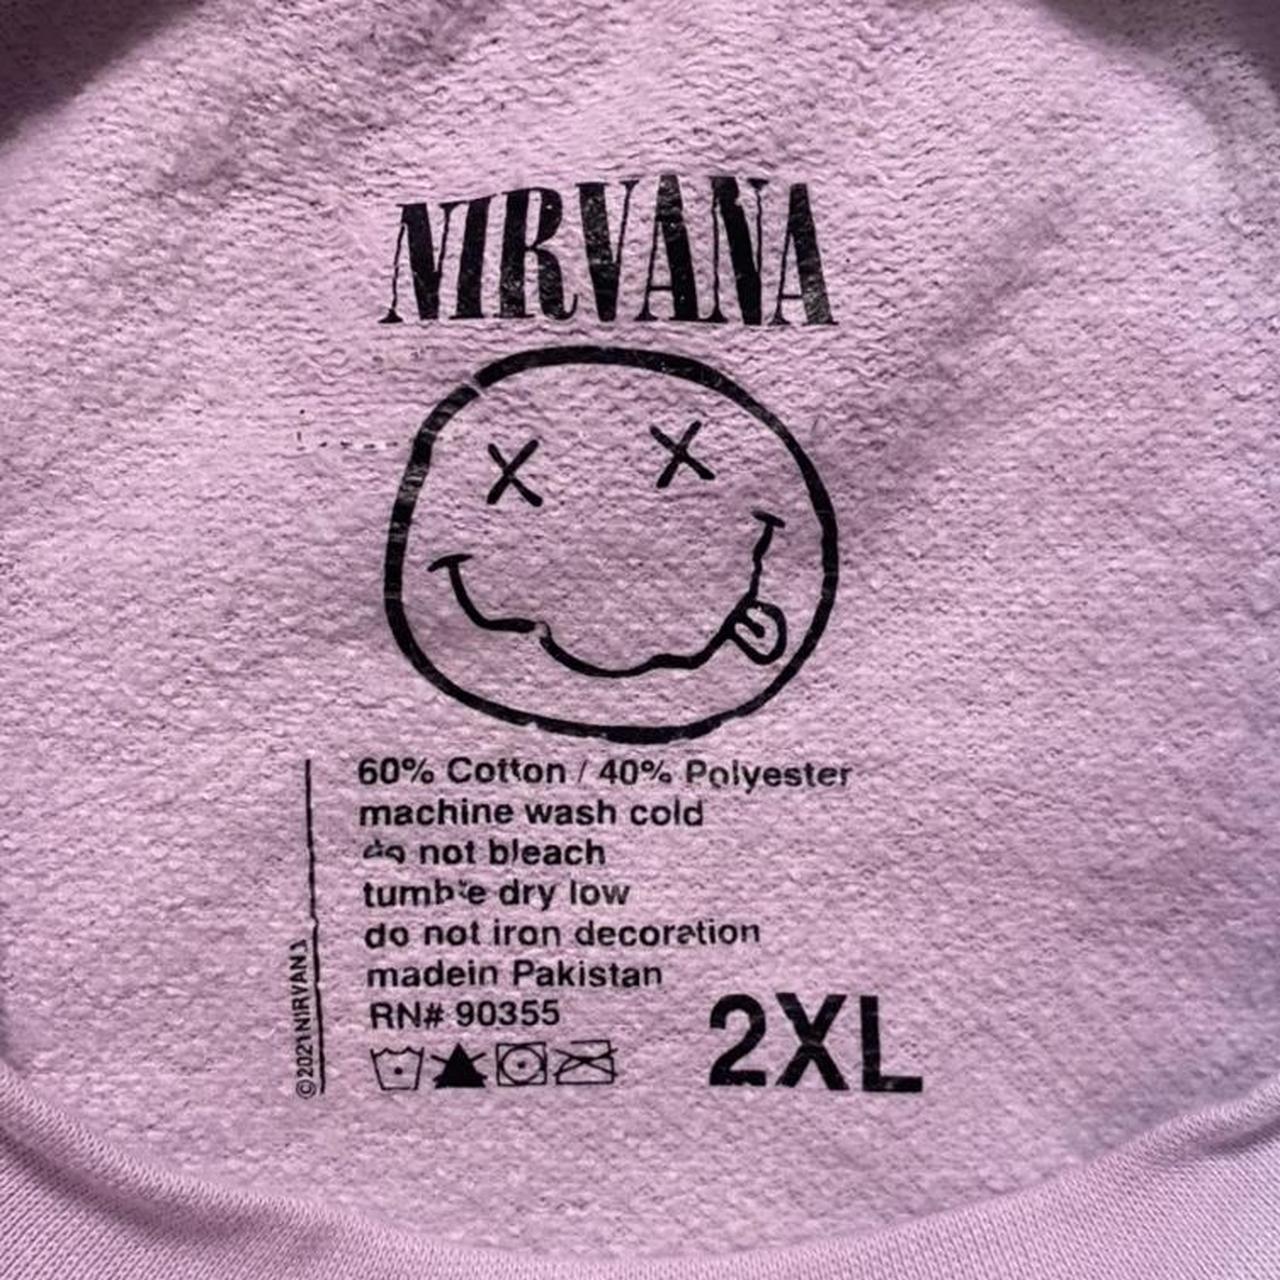 NIRVANA
60% Cotton / 40% Polyester
machine wash cold
do not bleach
tumble dry low
do not iron decoration
madein Pakistan
RN# 90355
2XL
©2021NIRVANA